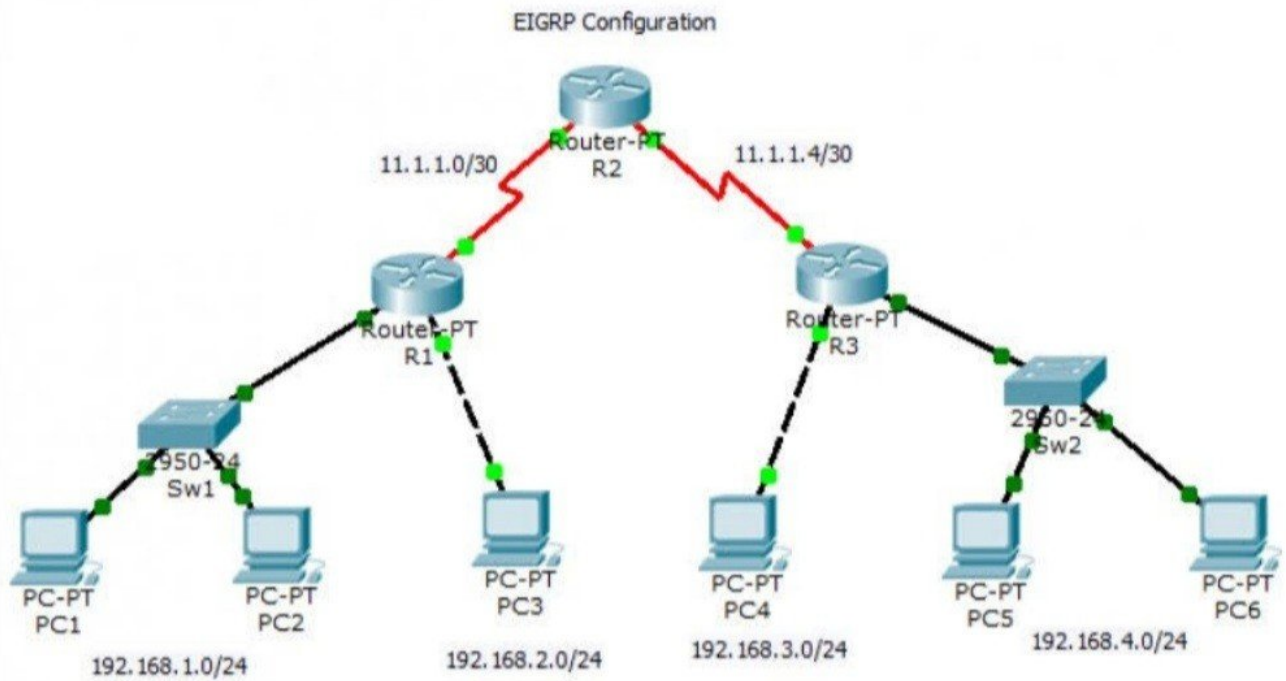 EIGRP Configuration
Router-PT
R2
11.1.1.0/30
11.1.1.4/30
Router-PT
R1
Router-PT
R3
2950-24
Sw1
2950-24
Sw2
PC-PT
PC1
PC-PT
PC2
PC-PT
PC3
PC-PT
PC4
PC-PT
PC5
PC-PT
PC6
192.168.1.0/24
192.168.2.0/24
192.168.3.0/24
192.168.4.0/24